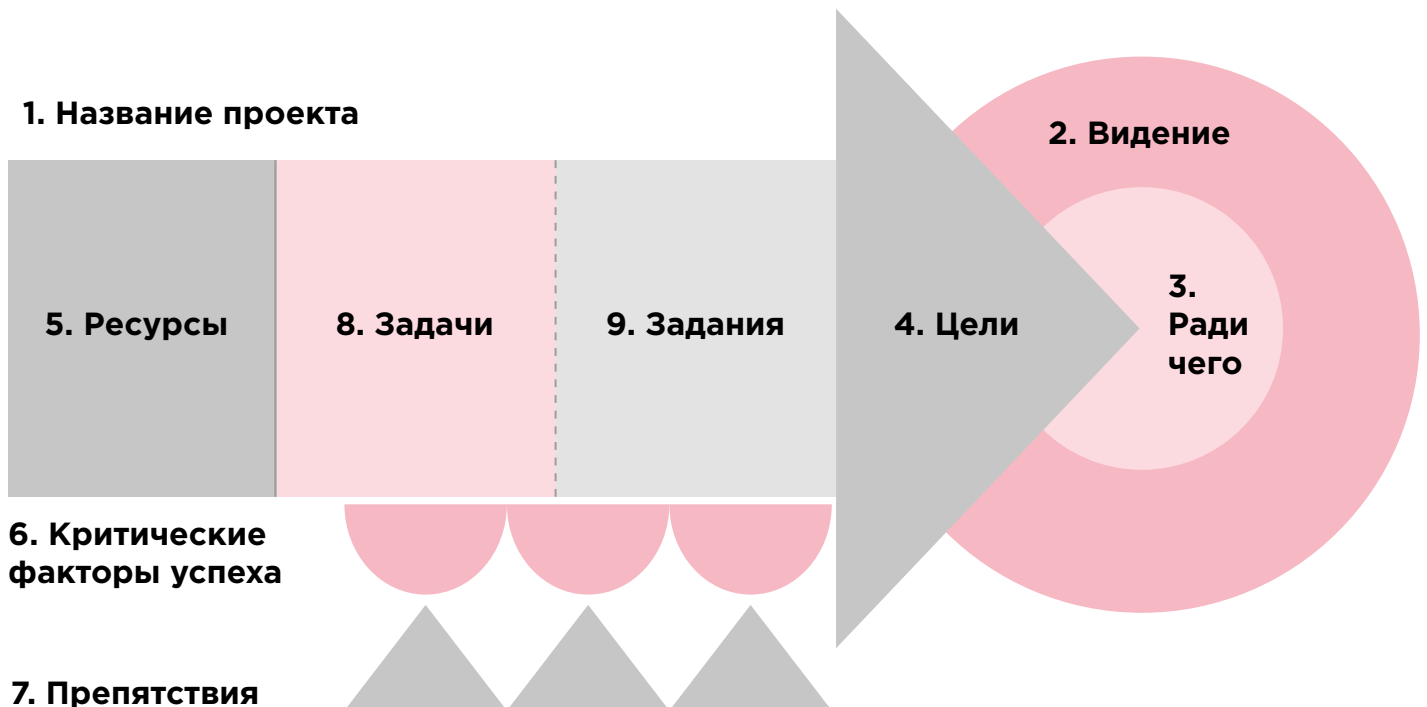 1. Название проекта
2. Видение
3.
Ради
чего
5. Ресурсы
8. Задачи
9. Задания
4. Цели
6. Критические
факторы успеха
7. Препятствия